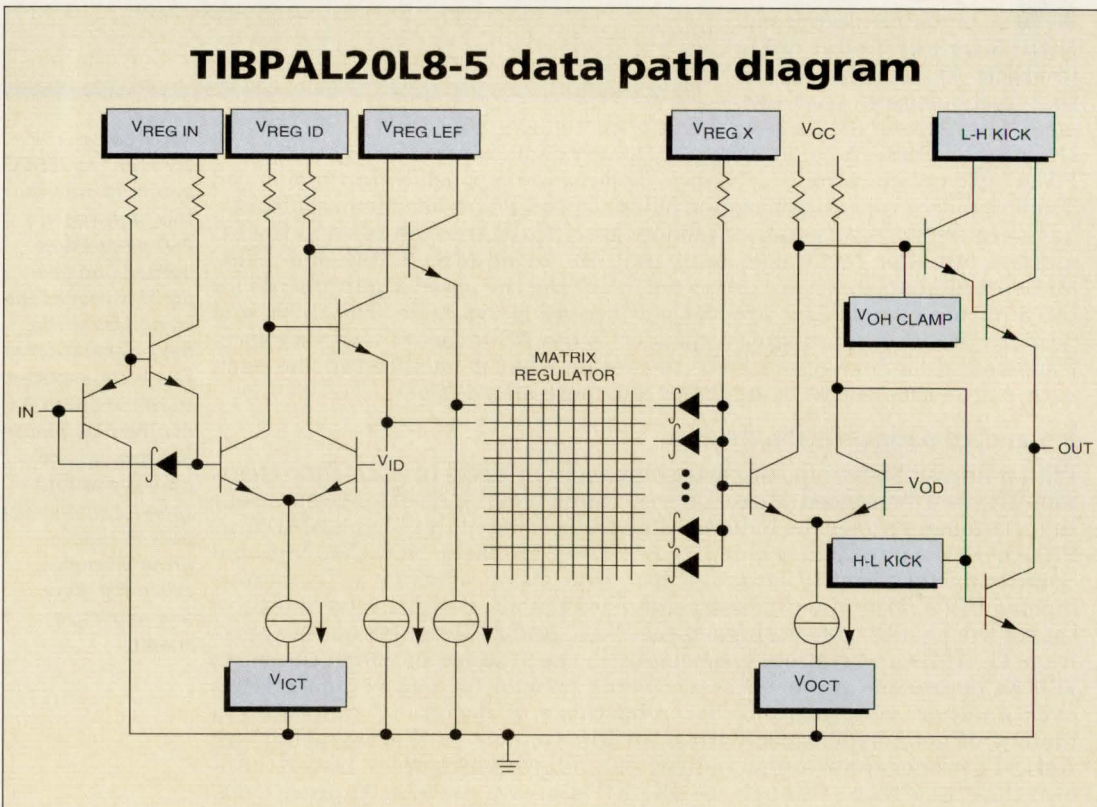 TIBPAL20L8-5 data path diagram
VREG IN
VREG ID
VREG LEF
VREG X
VCC
L-H KICK
VOH CLAMP
MATRIX
REGULATOR
IN
VID
OUT
VOD
H-L KICK
VICT
VOCT